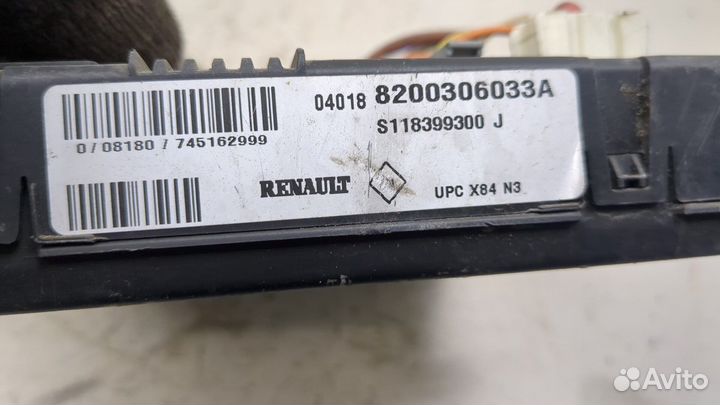 04018 8200306033A
S118399300 J
0/08180/745162999
RENAULT
UPC X84 N3
Avito